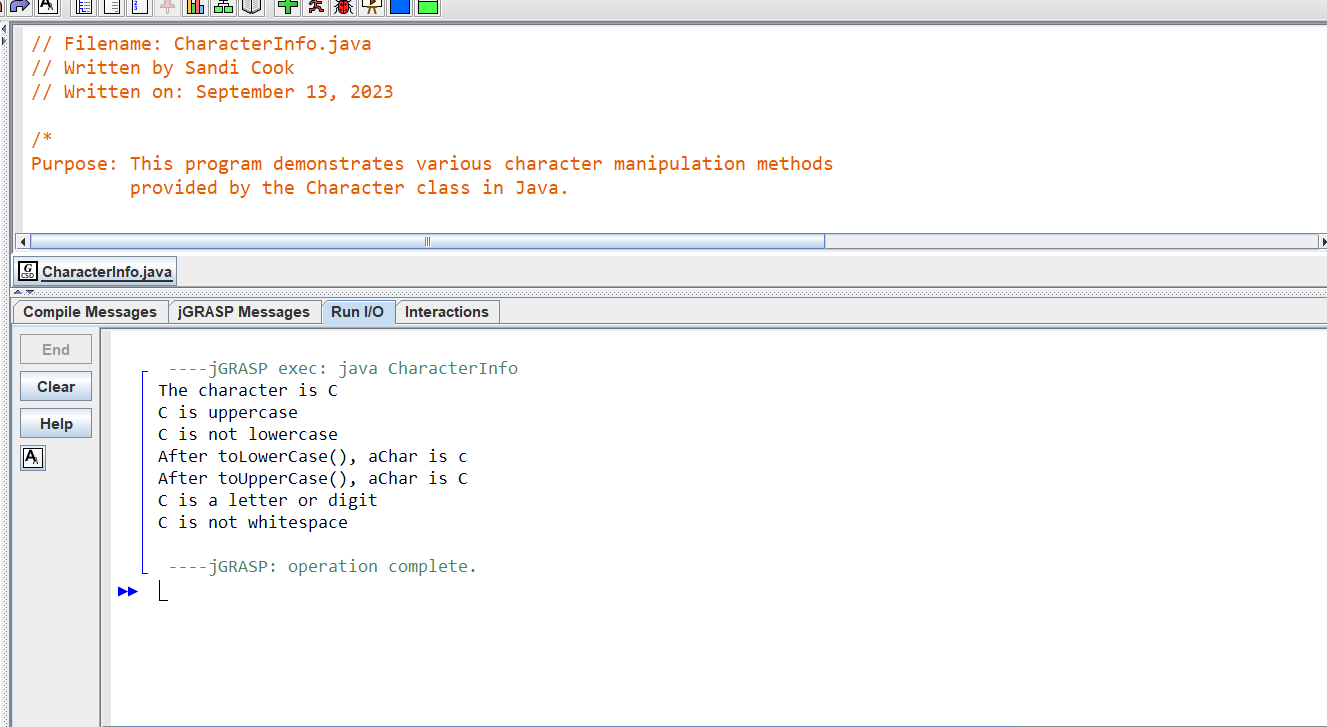 // Filename: CharacterInfo.java
// Written by Sandi Cook
// Written on: September 13, 2023
/*
Purpose: This program demonstrates various character manipulation methods
provided by the Character class in Java.
CharacterInfo.java
Compile Messages jGRASP Messages Run I/O Interactions
End
Clear
Help
----jGRASP exec: java CharacterInfo
The character is C
C is uppercase
C is not lowercase
After toLowerCase(), aChar is c
After toUpperCase(), aChar is C
C is a letter or digit
C is not whitespace
----jGRASP: operation complete.